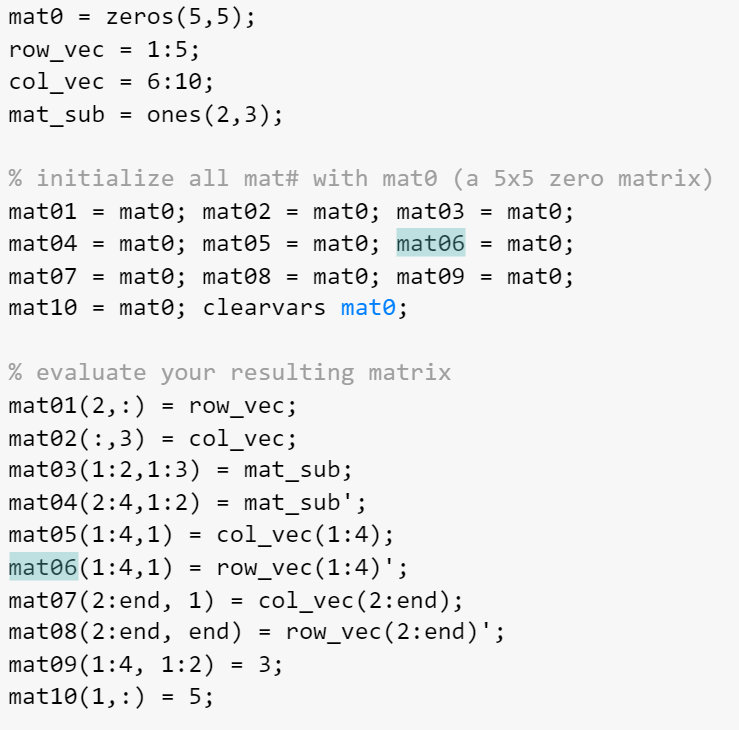 mat0 = zeros(5,5);
row_vec = 1:5;
col_vec = 6:10;
mat_sub = ones(2,3);
% initialize all mat# with mat0 (a 5x5 zero matrix)
mat01 = mat0; mat02 = mat0; mat03 = mat0;
mat04 = mat0; mat05 = mat0; mat06 = mat0;
mat07 = mat0; mat08 = mat0; mat09 = mat0;
mat10 = mat0; clearvars mat0;
% evaluate your resulting matrix
mat01(2,:) = row_vec;
mat02(:,3) = col_vec;
mat03(1:2,1:3) = mat_sub;
mat04(2:4,1:2) = mat_sub';
mat05(1:4,1) = col_vec(1:4);
mat06(1:4,1) = row_vec(1:4)';
mat07(2:end, 1) = col_vec(2:end);
mat08(2:end, end) = row_vec(2:end)';
mat09(1:4, 1:2) = 3;
mat10(1,:) = 5;